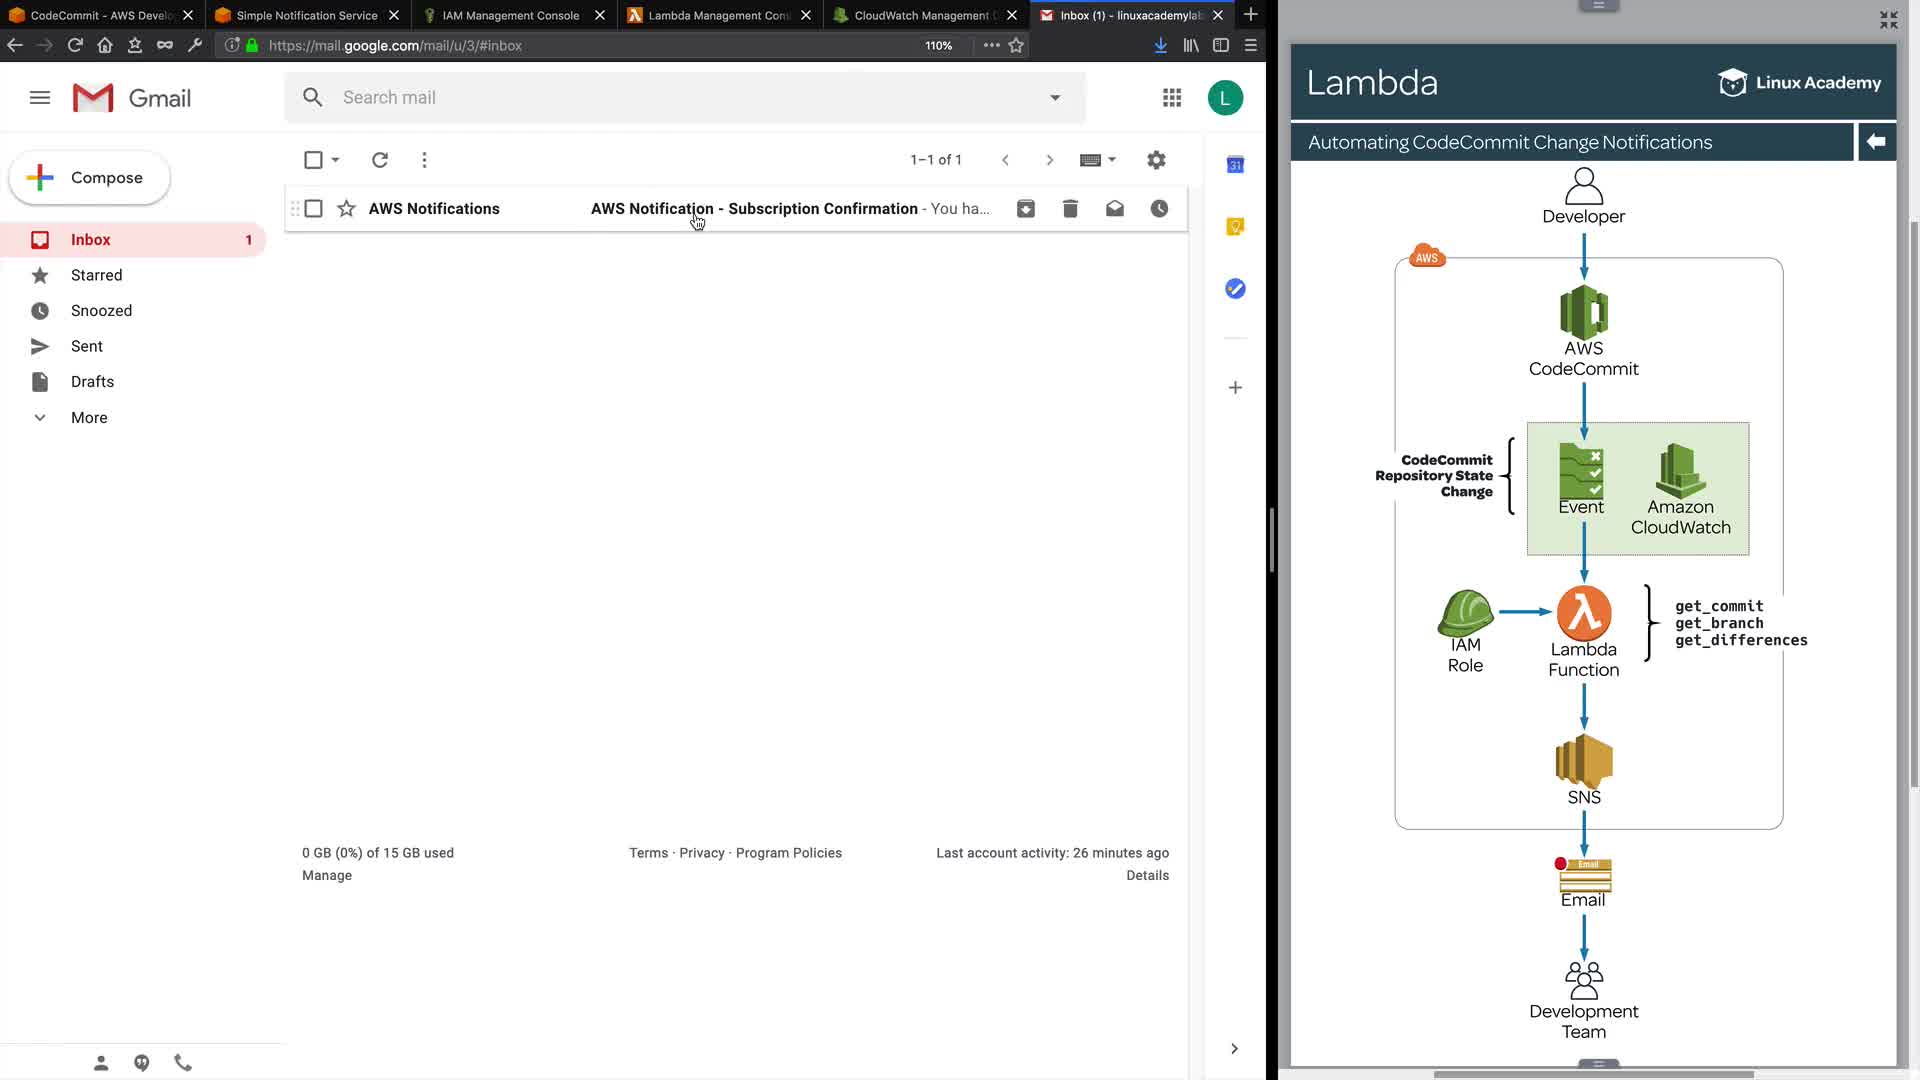 CodeCommit - AWS Develo
Simple Notification Service
IAM Management Console
Lambda Management Con
CloudWatch Management C
Inbox (1) - linuxacademylab
https://mail.google.com/mail/u/3/#inbox
110%
Gmail
Search mail
L
Compose
1–1 of 1
31
AWS Notifications
AWS Notification - Subscription Confirmation - You ha...
Inbox
1
Starred
Snoozed
Sent
Drafts
More
0 GB (0%) of 15 GB used
Manage
Terms · Privacy · Program Policies
Last account activity: 26 minutes ago
Details
Lambda
Linux Academy
Automating CodeCommit Change Notifications
Developer
AWS
AWS
CodeCommit
CodeCommit
Repository State
Change
Event
Amazon
CloudWatch
IAM
Role
Lambda
Function
get_commit
get_branch
get_differences
SNS
Email
Email
Development
Team